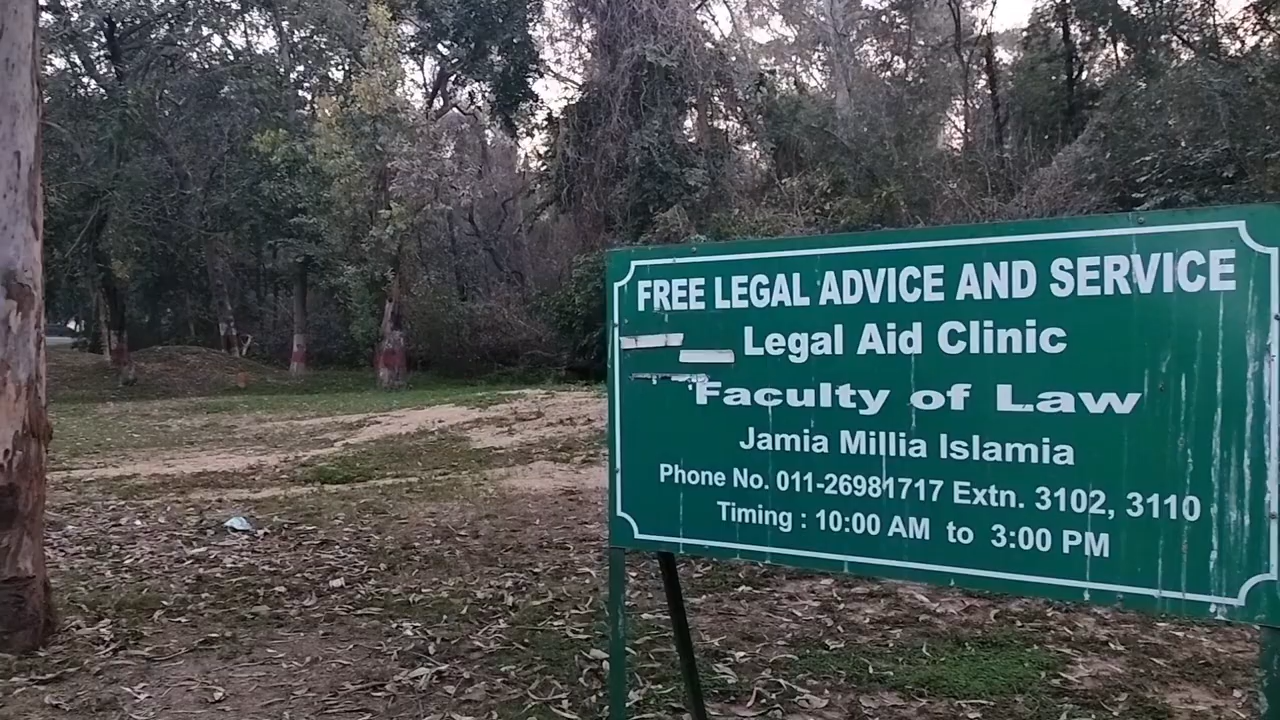 FREE LEGAL ADVICE AND SERVICE
Legal Aid Clinic
Faculty of Law
Jamia Millia Islamia
Phone No. 011-26981717 Extn. 3102, 3110
Timing : 10:00 AM to 3:00 PM